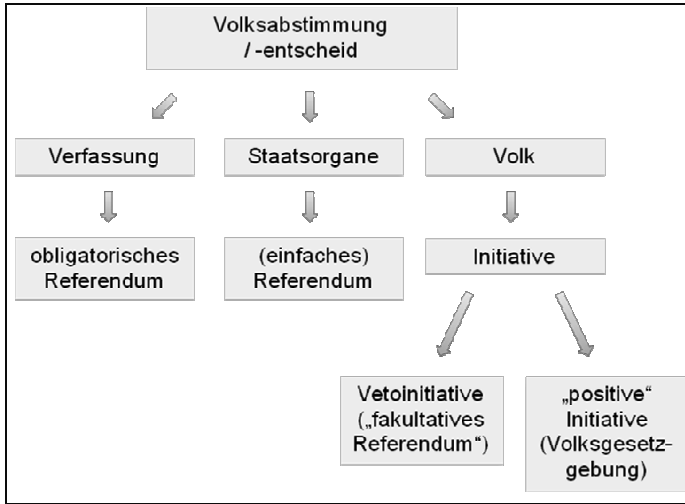 Volksabstimmung
/ -entscheid
Verfassung
Staatsorgane
Volk
obligatorisches
Referendum
(einfaches)
Referendum
Initiative
Vetoinitiative
(„fakultatives
Referendum“)
„positive“
Initiative
(Volksgesetz-
gebung)